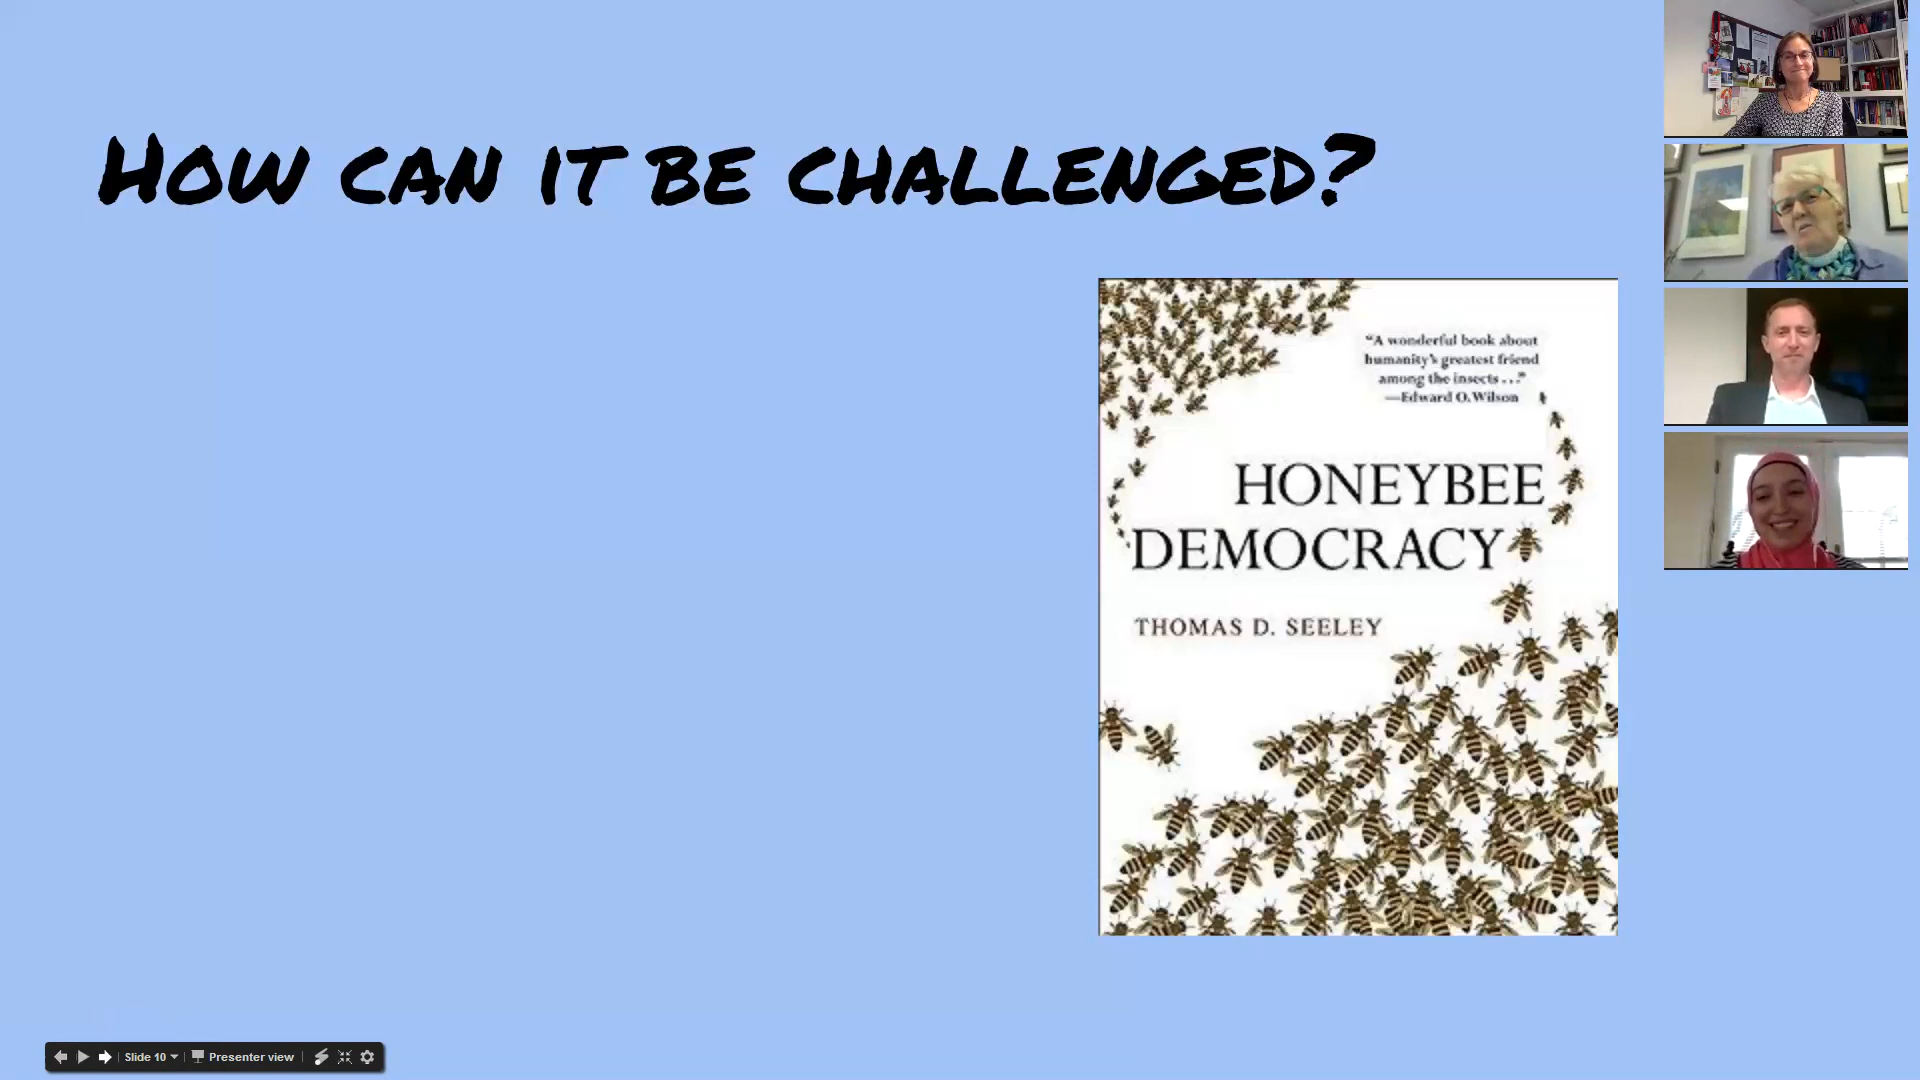 HOW CAN IT BE CHALLENGED?
“A wonderful book about
humanity’s greatest friend
among the insects . . .”
—Edward O. Wilson
HONEYBEE
DEMOCRACY
THOMAS D. SEELEY
Slide 10
Presenter view